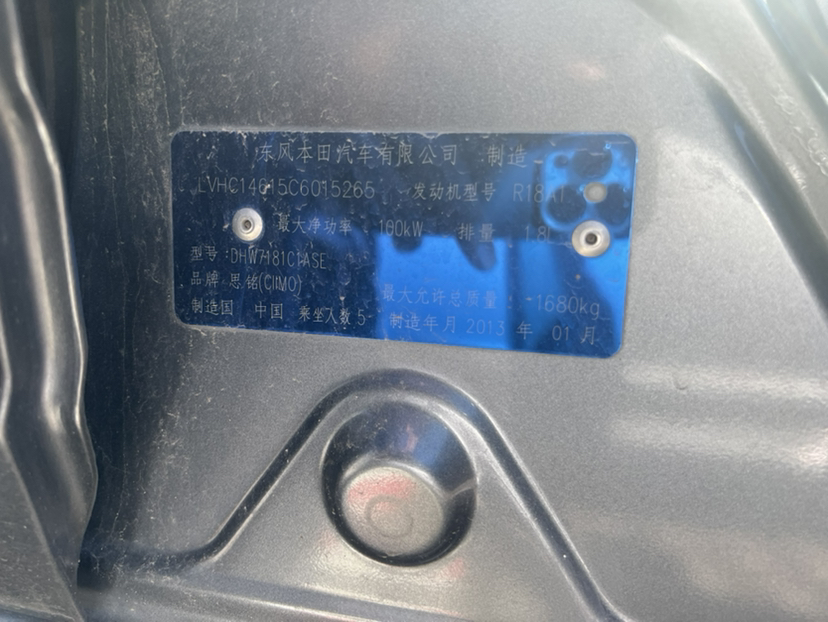 东风本田汽车有限公司 制造
LVHC14615C6015265 发动机型号 R18A1
最大净功率 100kW 排量 1.8L
型号:DHW7181C1ASE
品牌 思铭(CIIMO)
最大允许总质量: 1680kg
制造国 中国 乘坐人数 5 制造年月 2013 年 01 月